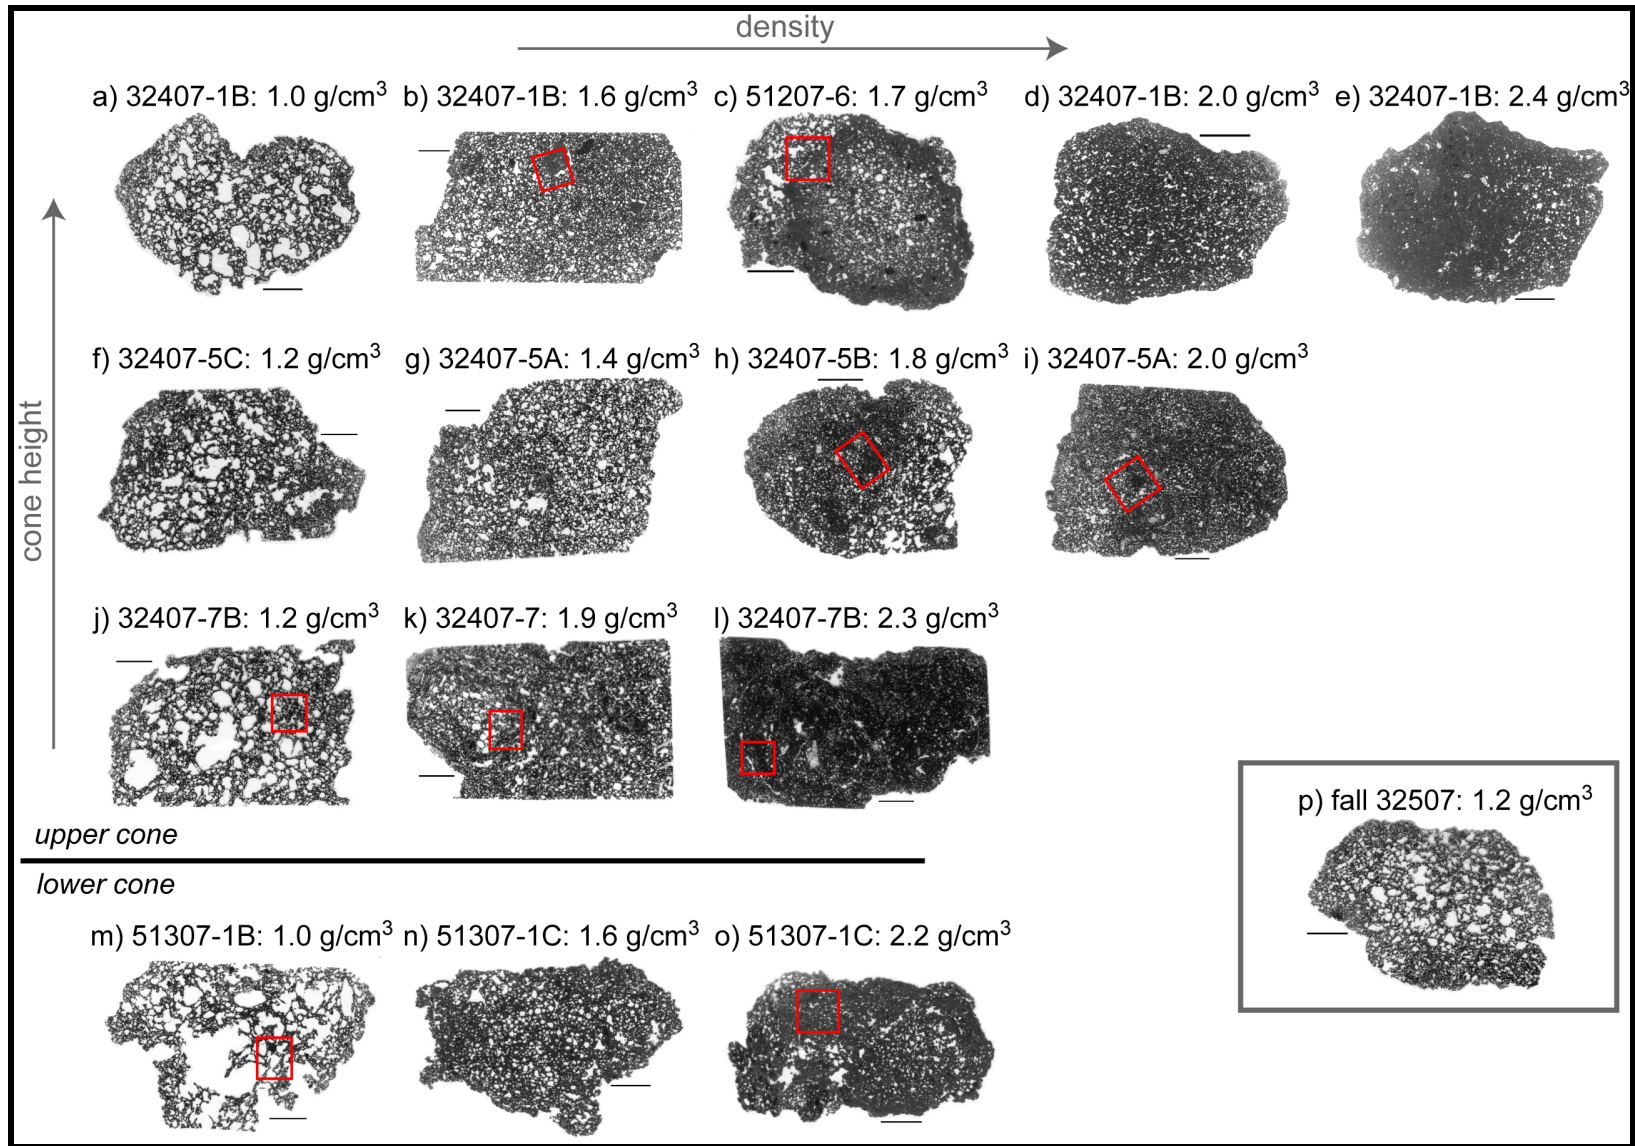 density
a) 32407-1B: 1.0 g/cm³
b) 32407-1B: 1.6 g/cm³
c) 51207-6: 1.7 g/cm³
d) 32407-1B: 2.0 g/cm³
e) 32407-1B: 2.4 g/cm³
cone height
f) 32407-5C: 1.2 g/cm³
g) 32407-5A: 1.4 g/cm³
h) 32407-5B: 1.8 g/cm³
i) 32407-5A: 2.0 g/cm³
j) 32407-7B: 1.2 g/cm³
k) 32407-7: 1.9 g/cm³
l) 32407-7B: 2.3 g/cm³
upper cone
lower cone
m) 51307-1B: 1.0 g/cm³
n) 51307-1C: 1.6 g/cm³
o) 51307-1C: 2.2 g/cm³
p) fall 32507: 1.2 g/cm³